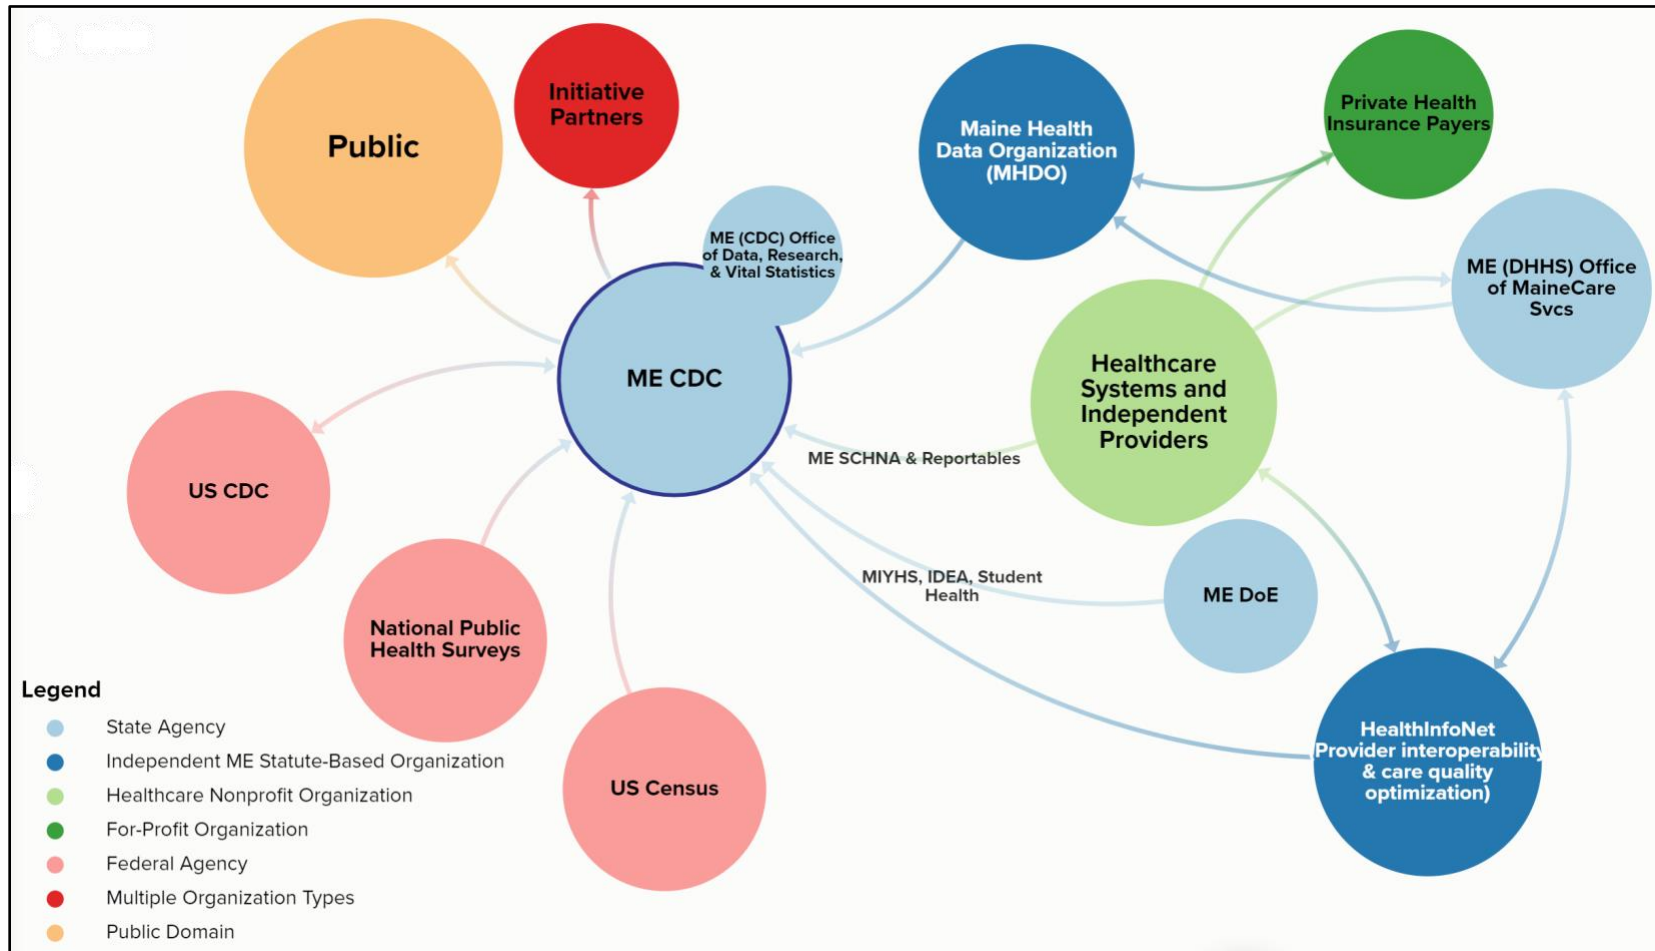 Public
Initiative
Partners
ME (CDC) Office
of Data, Research,
& Vital Statistics
Maine Health
Data Organization
(MHDO)
Private Health
Insurance Payers
ME (DHHS) Office
of MaineCare
Svcs
ME CDC
Healthcare
Systems and
Independent
Providers
ME SCHNA & Reportables
US CDC
MIYHS, IDEA, Student
Health
ME DoE
National Public
Health Surveys
US Census
HealthInfoNet
(Provider interoperability
& care quality
optimization)
Legend
State Agency
Independent ME Statute-Based Organization
Healthcare Nonprofit Organization
For-Profit Organization
Federal Agency
Multiple Organization Types
Public Domain